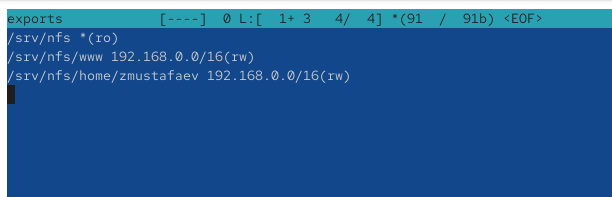 exports            [----]  0 L:[  1+ 3   4/  4] *(91  /  91b) <EOF>
/srv/nfs *(ro)
/srv/nfs/www 192.168.0.0/16(rw)
/srv/nfs/home/zmustafaev 192.168.0.0/16(rw)